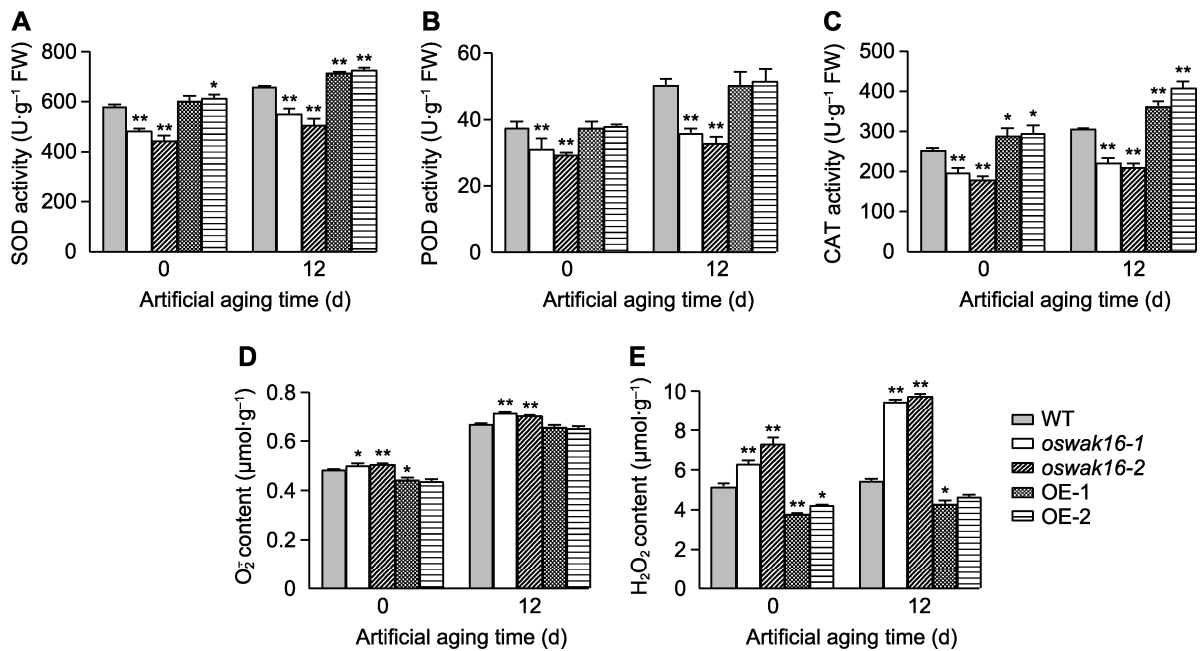 A
SOD activity (U·g⁻¹ FW)
800
600
400
200
0
** ** * ** ** ** **
0 12
Artificial aging time (d)
B
POD activity (U·g⁻¹ FW)
60
40
20
0
** ** ** **
0 12
Artificial aging time (d)
C
CAT activity (U·g⁻¹ FW)
500
400
300
200
100
0
** ** * * ** ** ** **
0 12
Artificial aging time (d)
D
O₂⁻ content (μmol·g⁻¹)
0.8
0.6
0.4
0.2
0
* ** * ** **
0 12
Artificial aging time (d)
E
H₂O₂ content (μmol·g⁻¹)
10
8
6
4
2
0
** ** ** * ** ** *
0 12
Artificial aging time (d)
WT
oswak16-1
oswak16-2
OE-1
OE-2